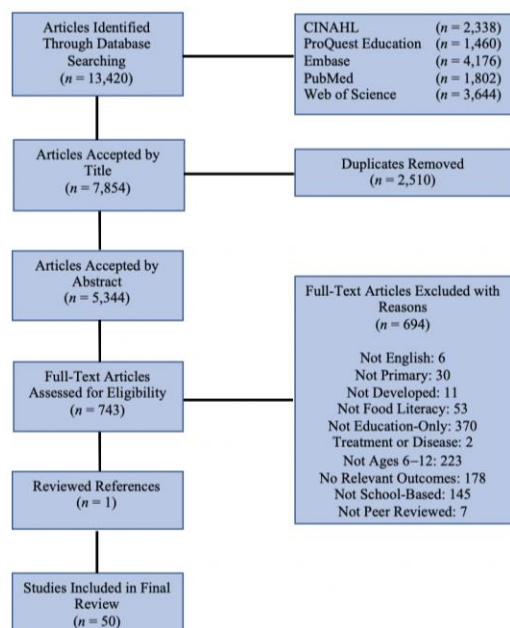 Articles Identified
Through Database
Searching
(n = 13,420)
CINAHL (n = 2,338)
ProQuest Education (n = 1,460)
Embase (n = 4,176)
PubMed (n = 1,802)
Web of Science (n = 3,644)
Articles Accepted by
Title
(n = 7,854)
Duplicates Removed
(n = 2,510)
Articles Accepted by
Abstract
(n = 5,344)
Full-Text Articles Excluded with
Reasons
(n = 694)
Not English: 6
Not Primary: 30
Not Developed: 11
Not Food Literacy: 53
Not Education-Only: 370
Treatment or Disease: 2
Not Ages 6–12: 223
No Relevant Outcomes: 178
Not School-Based: 145
Not Peer Reviewed: 7
Full-Text Articles
Assessed for Eligibility
(n = 743)
Reviewed References
(n = 1)
Studies Included in Final
Review
(n = 50)